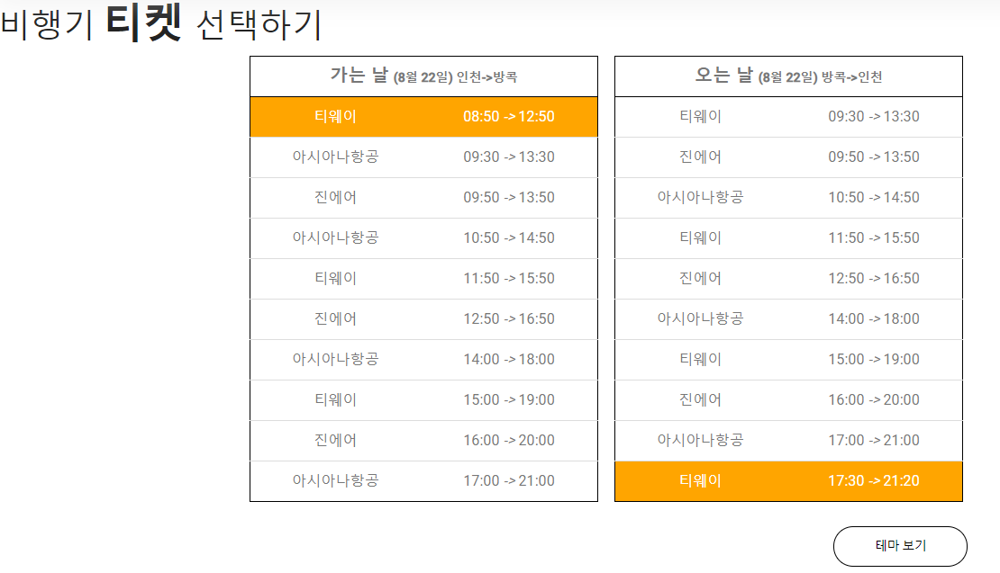 비행기 티켓 선택하기
가는 날 (8월 22일) 인천->방콕
티웨이 08:50 -> 12:50
아시아나항공 09:30 -> 13:30
진에어 09:50 -> 13:50
아시아나항공 10:50 -> 14:50
티웨이 11:50 -> 15:50
진에어 12:50 -> 16:50
아시아나항공 14:00 -> 18:00
티웨이 15:00 -> 19:00
진에어 16:00 -> 20:00
아시아나항공 17:00 -> 21:00
오는 날 (8월 22일) 방콕->인천
티웨이 09:30 -> 13:30
진에어 09:50 -> 13:50
아시아나항공 10:50 -> 14:50
티웨이 11:50 -> 15:50
진에어 12:50 -> 16:50
아시아나항공 14:00 -> 18:00
티웨이 15:00 -> 19:00
진에어 16:00 -> 20:00
아시아나항공 17:00 -> 21:00
티웨이 17:30 -> 21:20
테마 보기